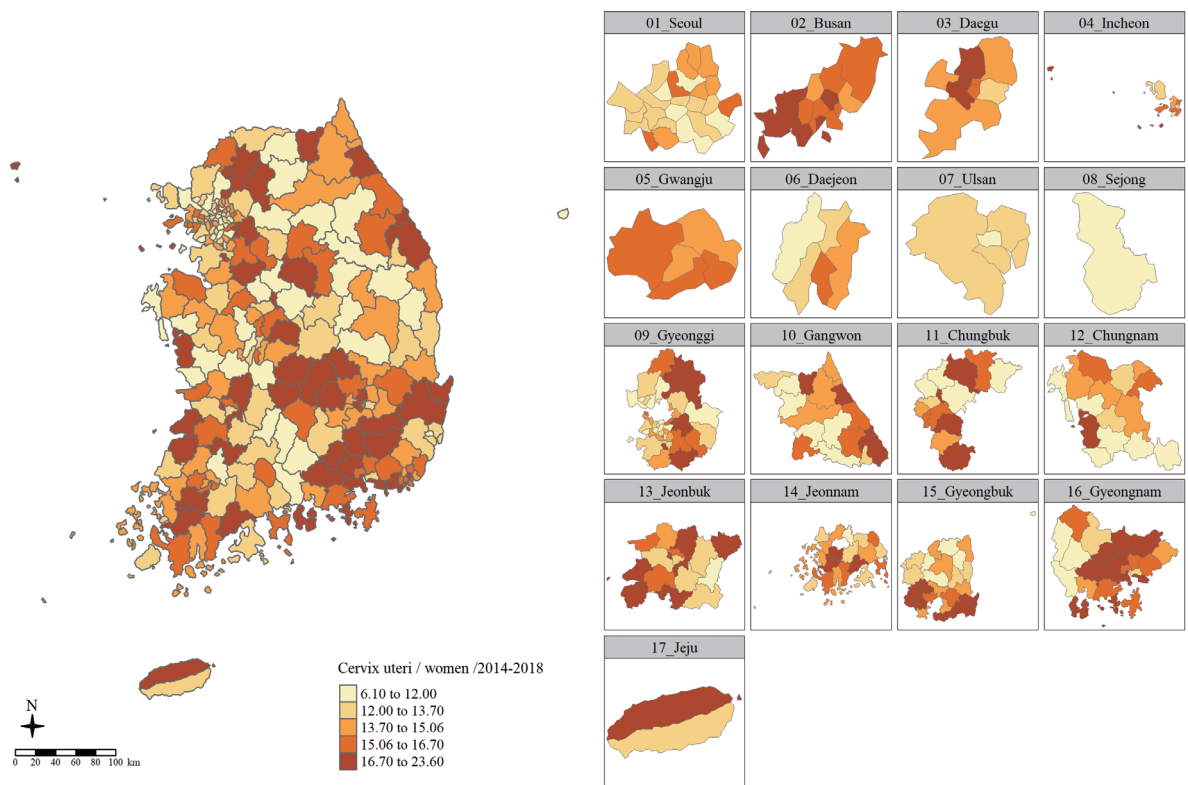 01_Seoul
02_Busan
03_Daegu
04_Incheon
05_Gwangju
06_Daejeon
07_Ulsan
08_Sejong
09_Gyeonggi
10_Gangwon
11_Chungbuk
12_Chungnam
13_Jeonbuk
14_Jeonnam
15_Gyeongbuk
16_Gyeongnam
17_Jeju
Cervix uteri / women /2014-2018
6.10 to 12.00
12.00 to 13.70
13.70 to 15.06
15.06 to 16.70
16.70 to 23.60
N
0 20 40 60 80 100 km